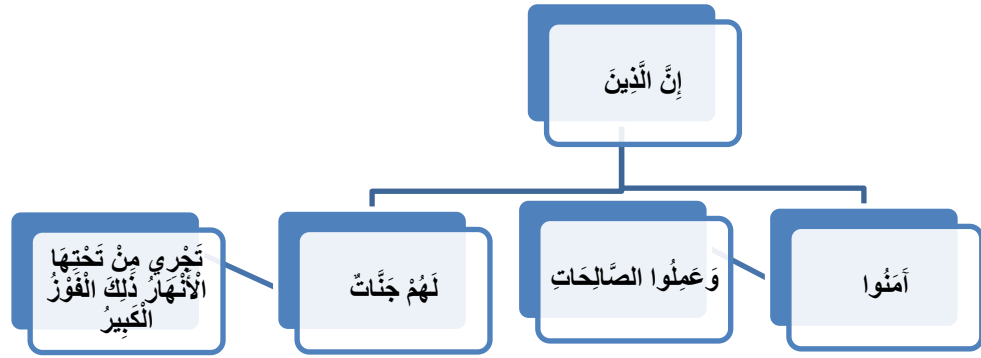 إِنَّ الَّذِينَ
آَمَنُوا
وَعَمِلُوا الصَّالِحَاتِ
لَهُمْ جَنَّاتٌ
تَجْرِي مِنْ تَحْتِهَا
الْأَنْهَارُ ذَلِكَ الْفَوْزُ
الْكَبِيرُ